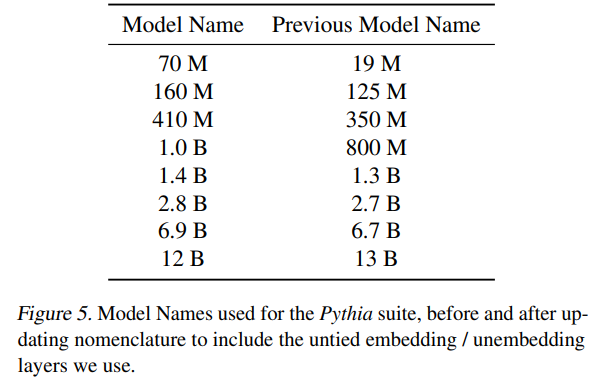 Model Name Previous Model Name
70 M 19 M
160 M 125 M
410 M 350 M
1.0 B 800 M
1.4 B 1.3 B
2.8 B 2.7 B
6.9 B 6.7 B
12 B 13 B
Figure 5. Model Names used for the Pythia suite, before and after up-
dating nomenclature to include the untied embedding / unembedding
layers we use.